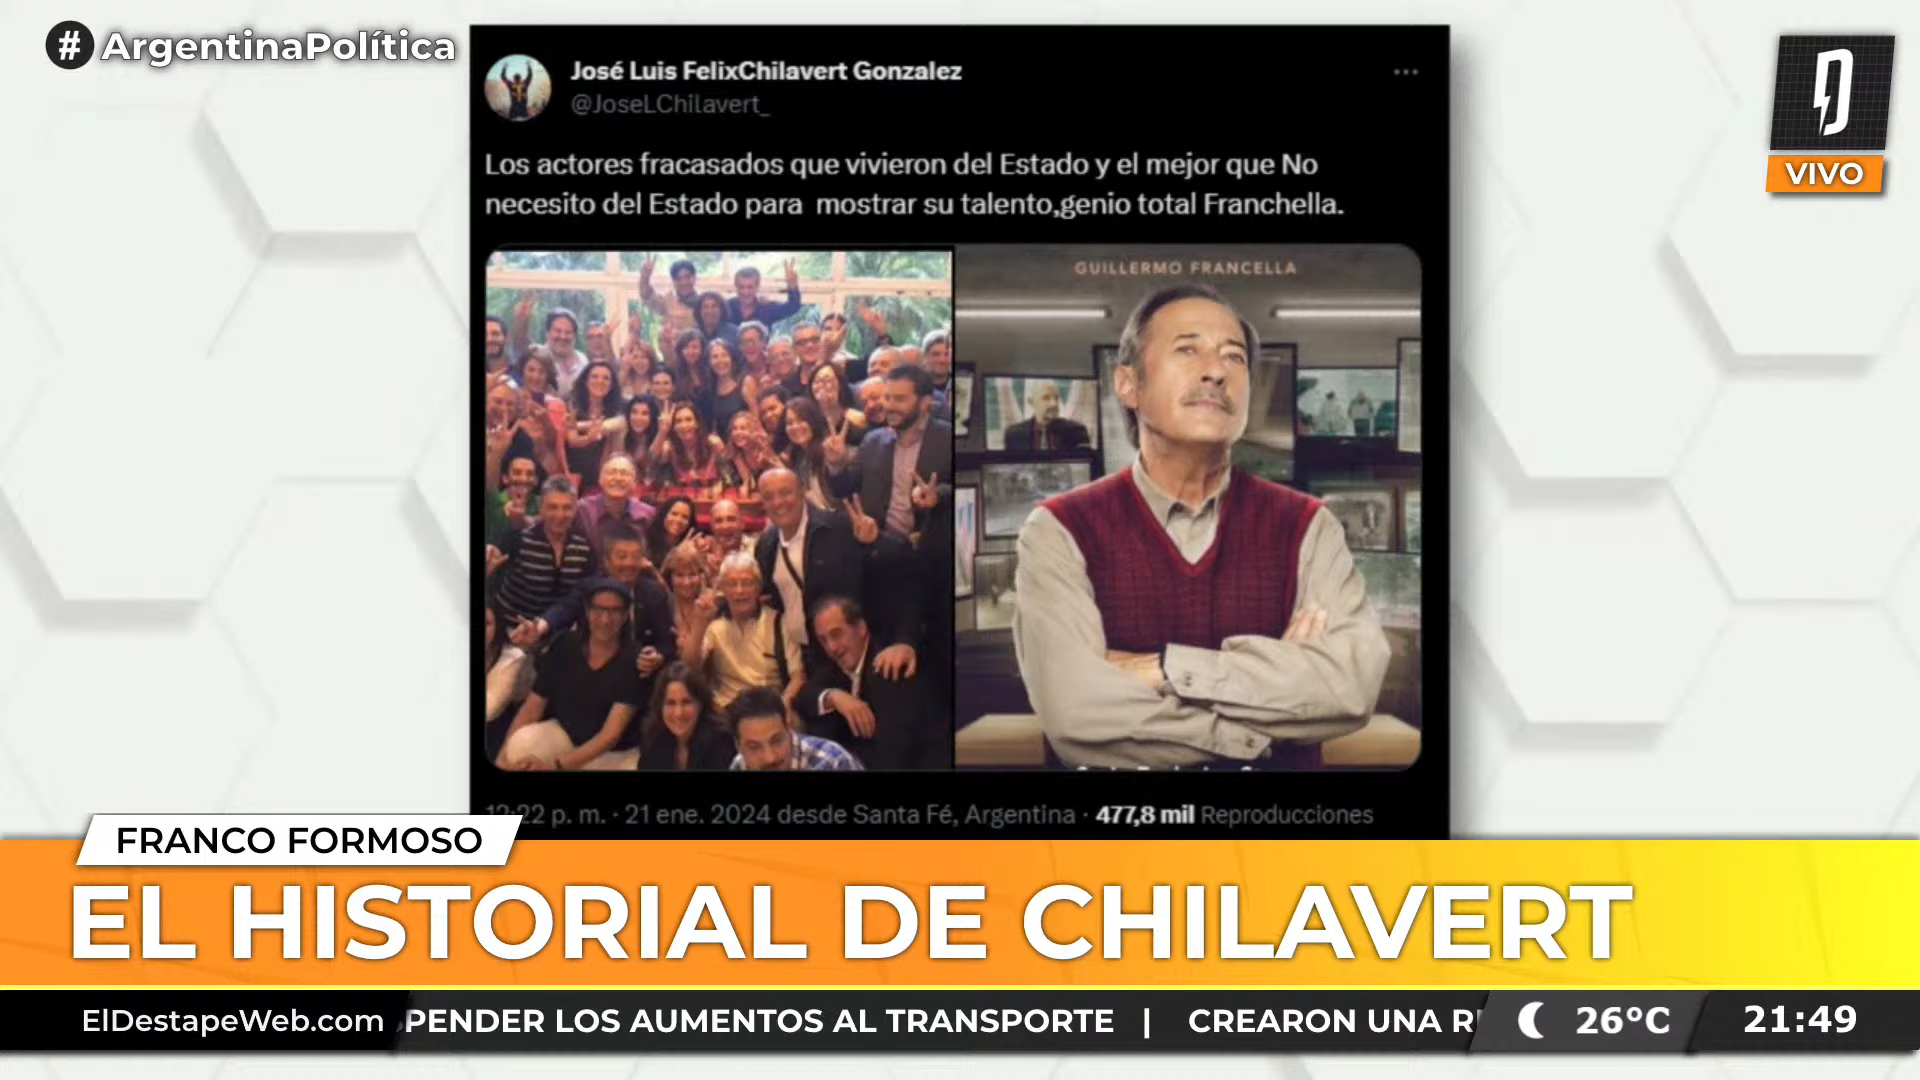 # ArgentinaPolítica
José Luis FelixChilavert Gonzalez
@JoseLChilavert_
Los actores fracasados que vivieron del Estado y el mejor que No
necesito del Estado para mostrar su talento,genio total Franchella.
GUILLERMO FRANCELLA
VIVO
12:22 p. m. · 21 ene. 2024 desde Santa Fé, Argentina · 477,8 mil Reproducciones
FRANCO FORMOSO
EL HISTORIAL DE CHILAVERT
ElDestapeWeb.com
PENDER LOS AUMENTOS AL TRANSPORTE | CREARON UNA
26°C
21:49